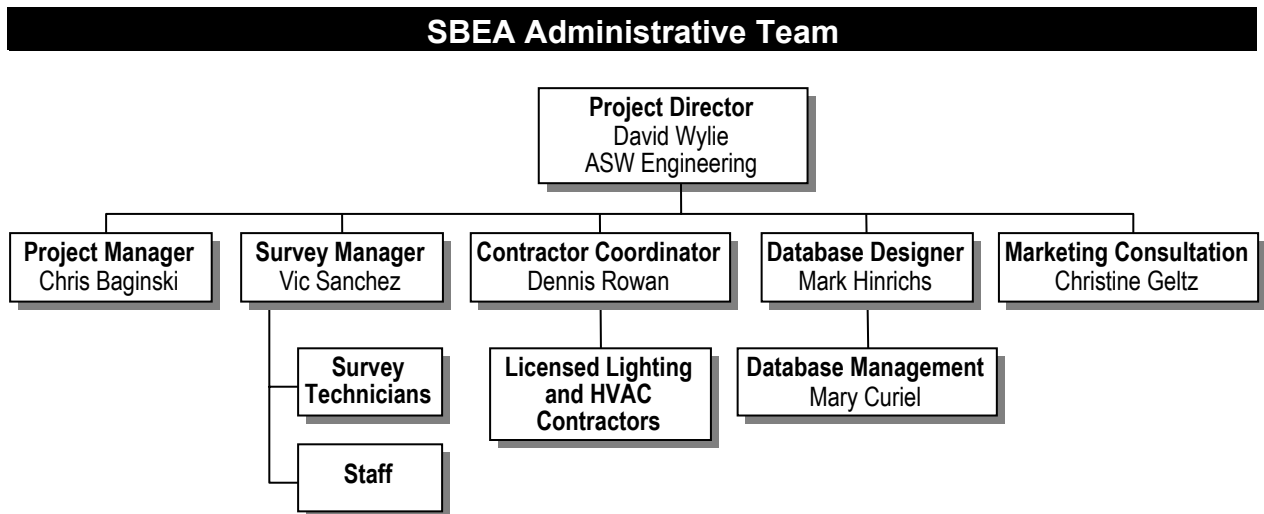 SBEA Administrative Team
Project Director
David Wylie
ASW Engineering
Project Manager
Chris Baginski
Survey Manager
Vic Sanchez
Contractor Coordinator
Dennis Rowan
Database Designer
Mark Hinrichs
Marketing Consultation
Christine Geltz
Survey
Technicians
Staff
Licensed Lighting
and HVAC
Contractors
Database Management
Mary Curiel